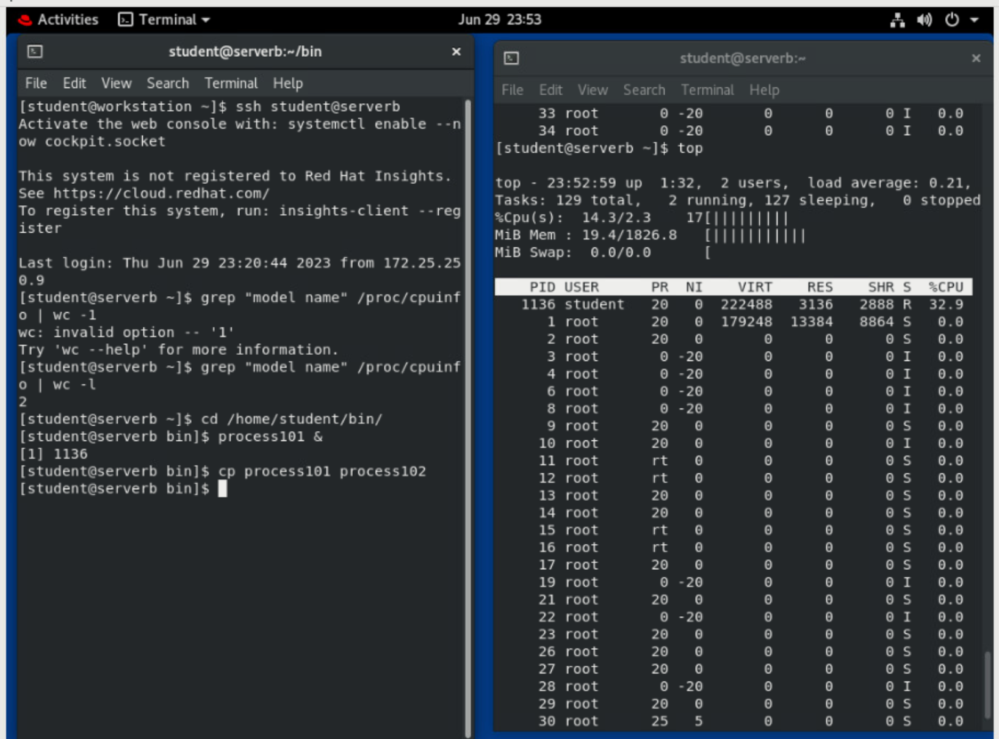 Activities Terminal Jun 29 23:53
student@serverb:~/bin
File Edit View Search Terminal Help
[student@workstation ~]$ ssh student@serverb
Activate the web console with: systemctl enable --n
ow cockpit.socket
This system is not registered to Red Hat Insights.
See https://cloud.redhat.com/
To register this system, run: insights-client --reg
ister
Last login: Thu Jun 29 23:20:44 2023 from 172.25.25
0.9
[student@serverb ~]$ grep "model name" /proc/cpuinf
o | wc -1
wc: invalid option -- '1'
Try 'wc --help' for more information.
[student@serverb ~]$ grep "model name" /proc/cpuinf
o | wc -l
2
[student@serverb ~]$ cd /home/student/bin/
[student@serverb bin]$ process101 &
[1] 1136
[student@serverb bin]$ cp process101 process102
[student@serverb bin]$
student@serverb:~
File Edit View Search Terminal Help
33 root 0 -20 0 0 0 I 0.0
34 root 0 -20 0 0 0 I 0.0
[student@serverb ~]$ top
top - 23:52:59 up 1:32, 2 users, load average: 0.21,
Tasks: 129 total, 2 running, 127 sleeping, 0 stopped
%Cpu(s): 14.3/2.3 17[|||||||||
MiB Mem : 19.4/1826.8 [|||||||||||
MiB Swap: 0.0/0.0 [
PID USER PR NI VIRT RES SHR S %CPU
1136 student 20 0 222488 3136 2888 R 32.9
1 root 20 0 179248 13384 8864 S 0.0
2 root 20 0 0 0 0 S 0.0
3 root 0 -20 0 0 0 I 0.0
4 root 0 -20 0 0 0 I 0.0
6 root 0 -20 0 0 0 I 0.0
8 root 0 -20 0 0 0 I 0.0
9 root 20 0 0 0 0 S 0.0
10 root 20 0 0 0 0 I 0.0
11 root rt 0 0 0 0 S 0.0
12 root rt 0 0 0 0 S 0.0
13 root 20 0 0 0 0 S 0.0
14 root 20 0 0 0 0 S 0.0
15 root rt 0 0 0 0 S 0.0
16 root rt 0 0 0 0 S 0.0
17 root 20 0 0 0 0 S 0.0
19 root 0 -20 0 0 0 I 0.0
21 root 20 0 0 0 0 S 0.0
22 root 0 -20 0 0 0 I 0.0
23 root 20 0 0 0 0 S 0.0
26 root 20 0 0 0 0 S 0.0
27 root 20 0 0 0 0 S 0.0
28 root 0 -20 0 0 0 I 0.0
29 root 20 0 0 0 0 S 0.0
30 root 25 5 0 0 0 S 0.0